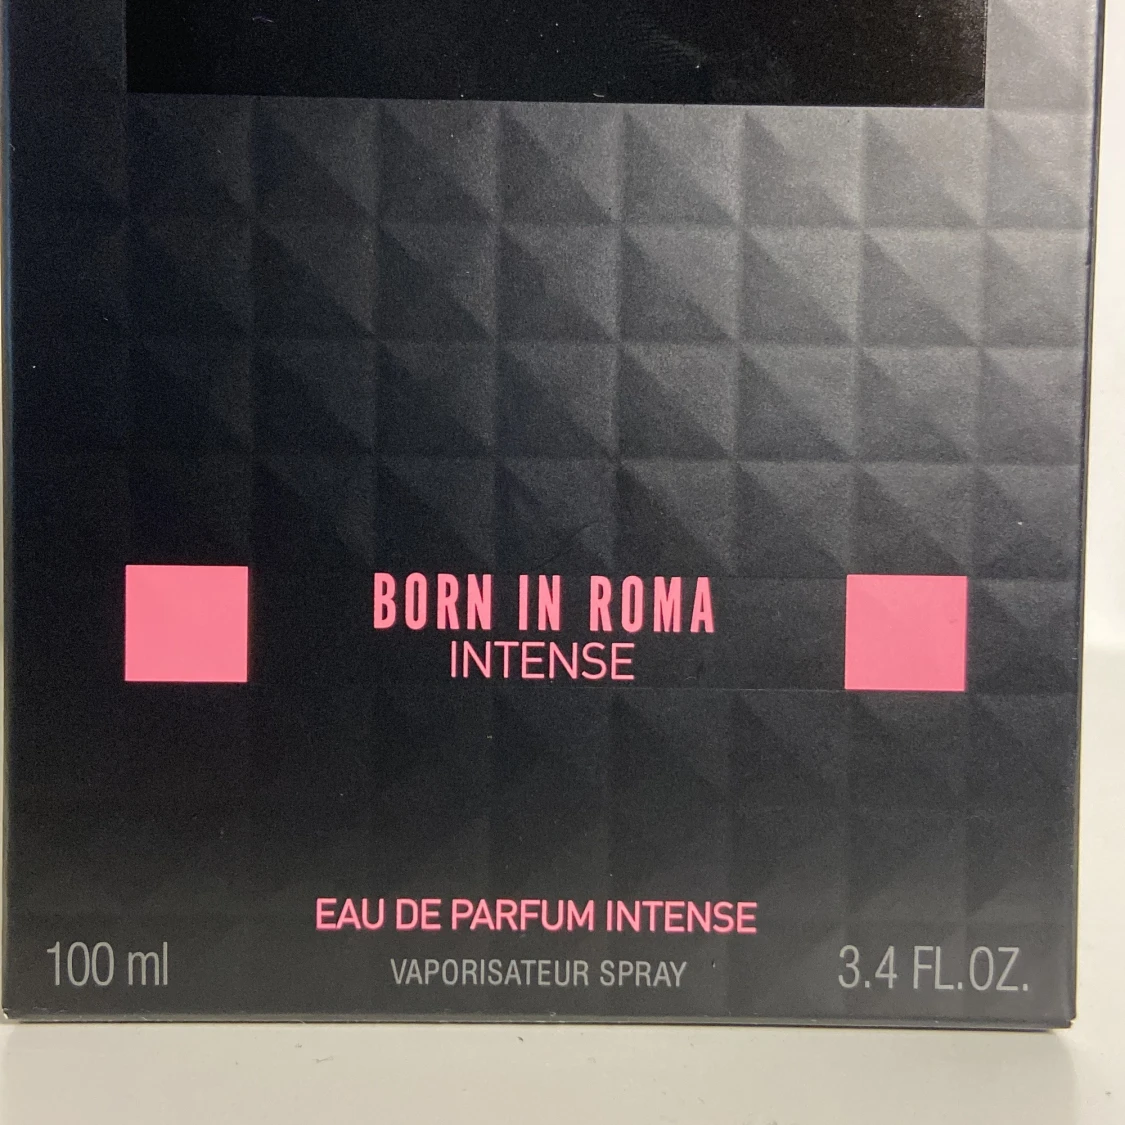 BORN IN ROMA
INTENSE
EAU DE PARFUM INTENSE
100 ml
VAPORISATEUR SPRAY
3.4 FL.OZ.